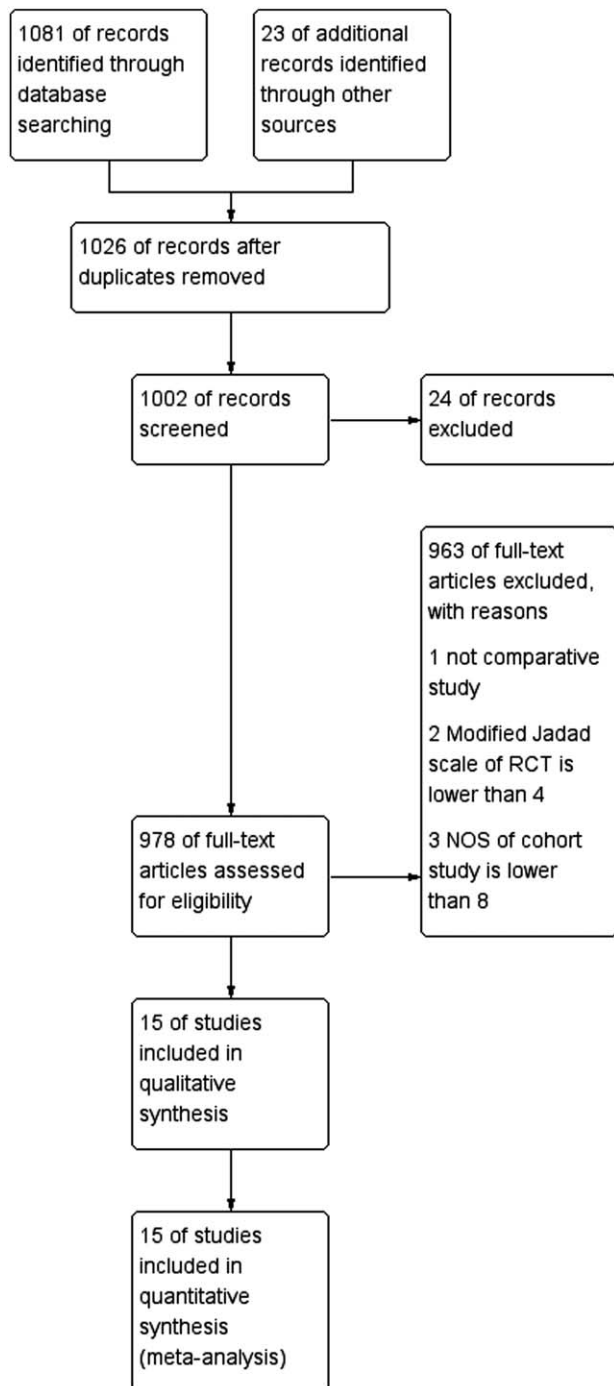 1081 of records
identified through
database
searching
23 of additional
records identified
through other
sources
1026 of records after
duplicates removed
1002 of records
screened
24 of records
excluded
963 of full-text
articles excluded,
with reasons
1 not comparative
study
2 Modified Jadad
scale of RCT is
lower than 4
3 NOS of cohort
study is lower
than 8
978 of full-text
articles assessed
for eligibility
15 of studies
included in
qualitative
synthesis
15 of studies
included in
quantitative
synthesis
(meta-analysis)